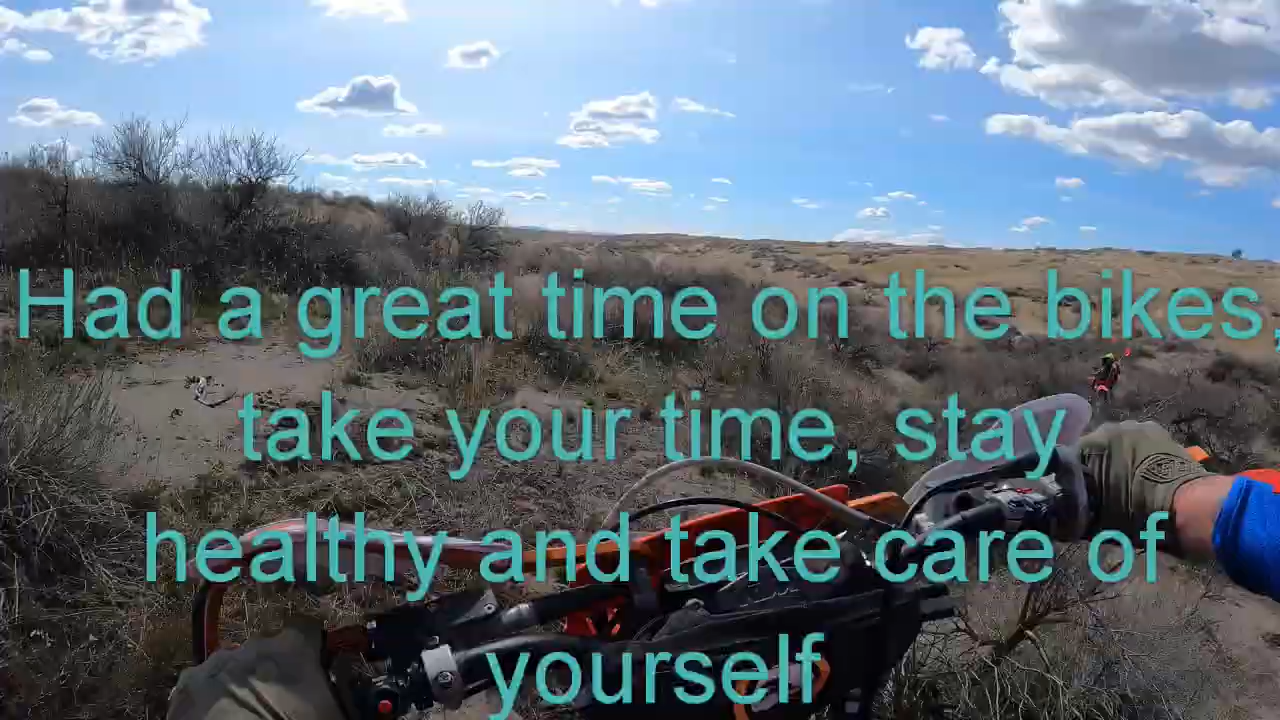 Had a great time on the bikes,
take your time, stay
healthy and take care of
yourself